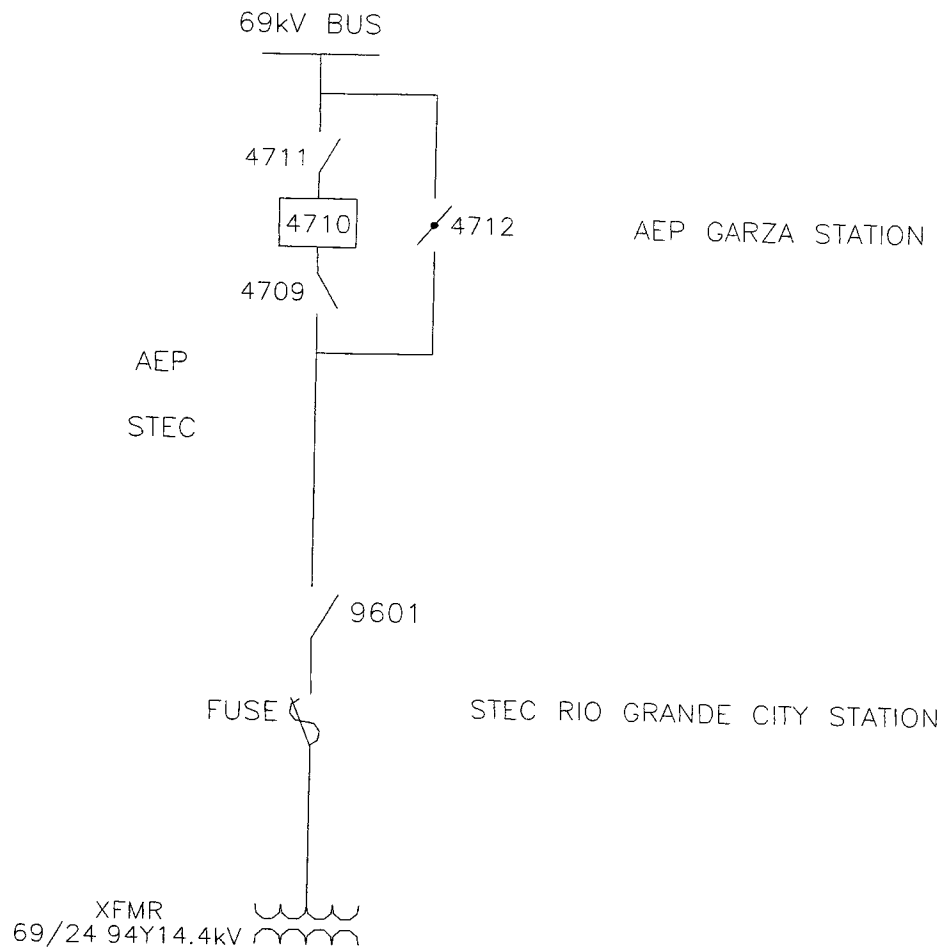 69kV BUS
4711
4710
4712
AEP GARZA STATION
4709
AEP
STEC
9601
FUSE
STEC RIO GRANDE CITY STATION
XFMR
69/24 94Y14.4kV